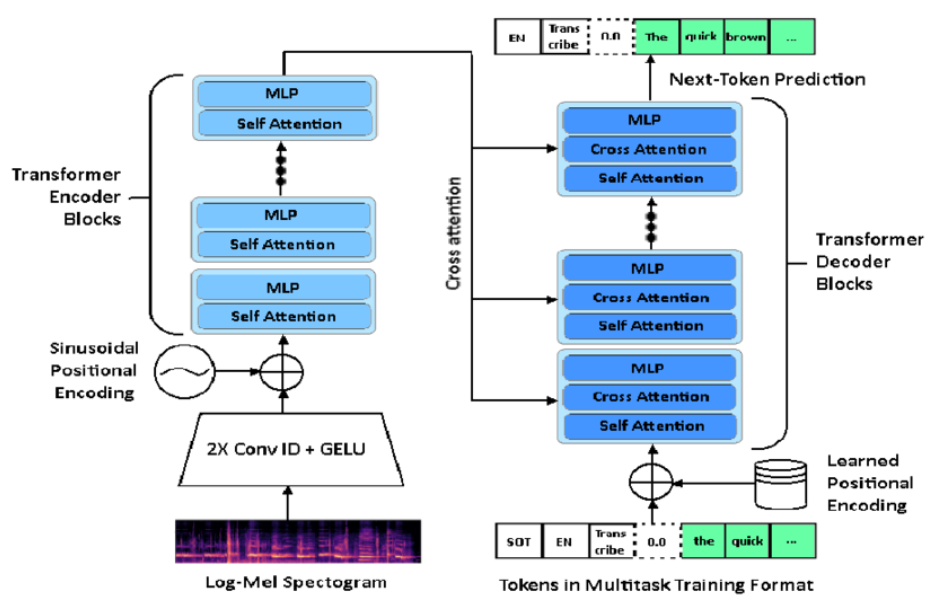 EN Trans cribe 0.0 The quick brown ...
Next-Token Prediction
MLP
Self Attention
MLP
Self Attention
MLP
Self Attention
Transformer
Encoder
Blocks
Sinusoidal
Positional
Encoding
2X Conv ID + GELU
Log-Mel Spectogram
Cross attention
MLP
Cross Attention
Self Attention
MLP
Cross Attention
Self Attention
MLP
Cross Attention
Self Attention
Transformer
Decoder
Blocks
Learned
Positional
Encoding
SOT EN Trans cribe 0.0 the quick ...
Tokens in Multitask Training Format